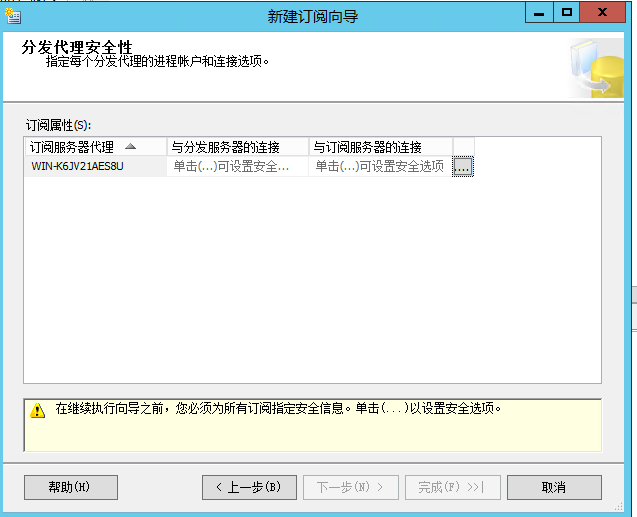 新建订阅向导
分发代理安全性
指定每个分发代理的进程帐户和连接选项。
订阅属性(S):
订阅服务器代理 与分发服务器的连接 与订阅服务器的连接
WIN-K6JV21AES8U 单击(...)可设置安全... 单击(...)可设置安全选项 ...
在继续执行向导之前，您必须为所有订阅指定安全信息。单击(...)以设置安全选项。
帮助(H) < 上一步(B) 下一步(N) > 完成(F) >>| 取消